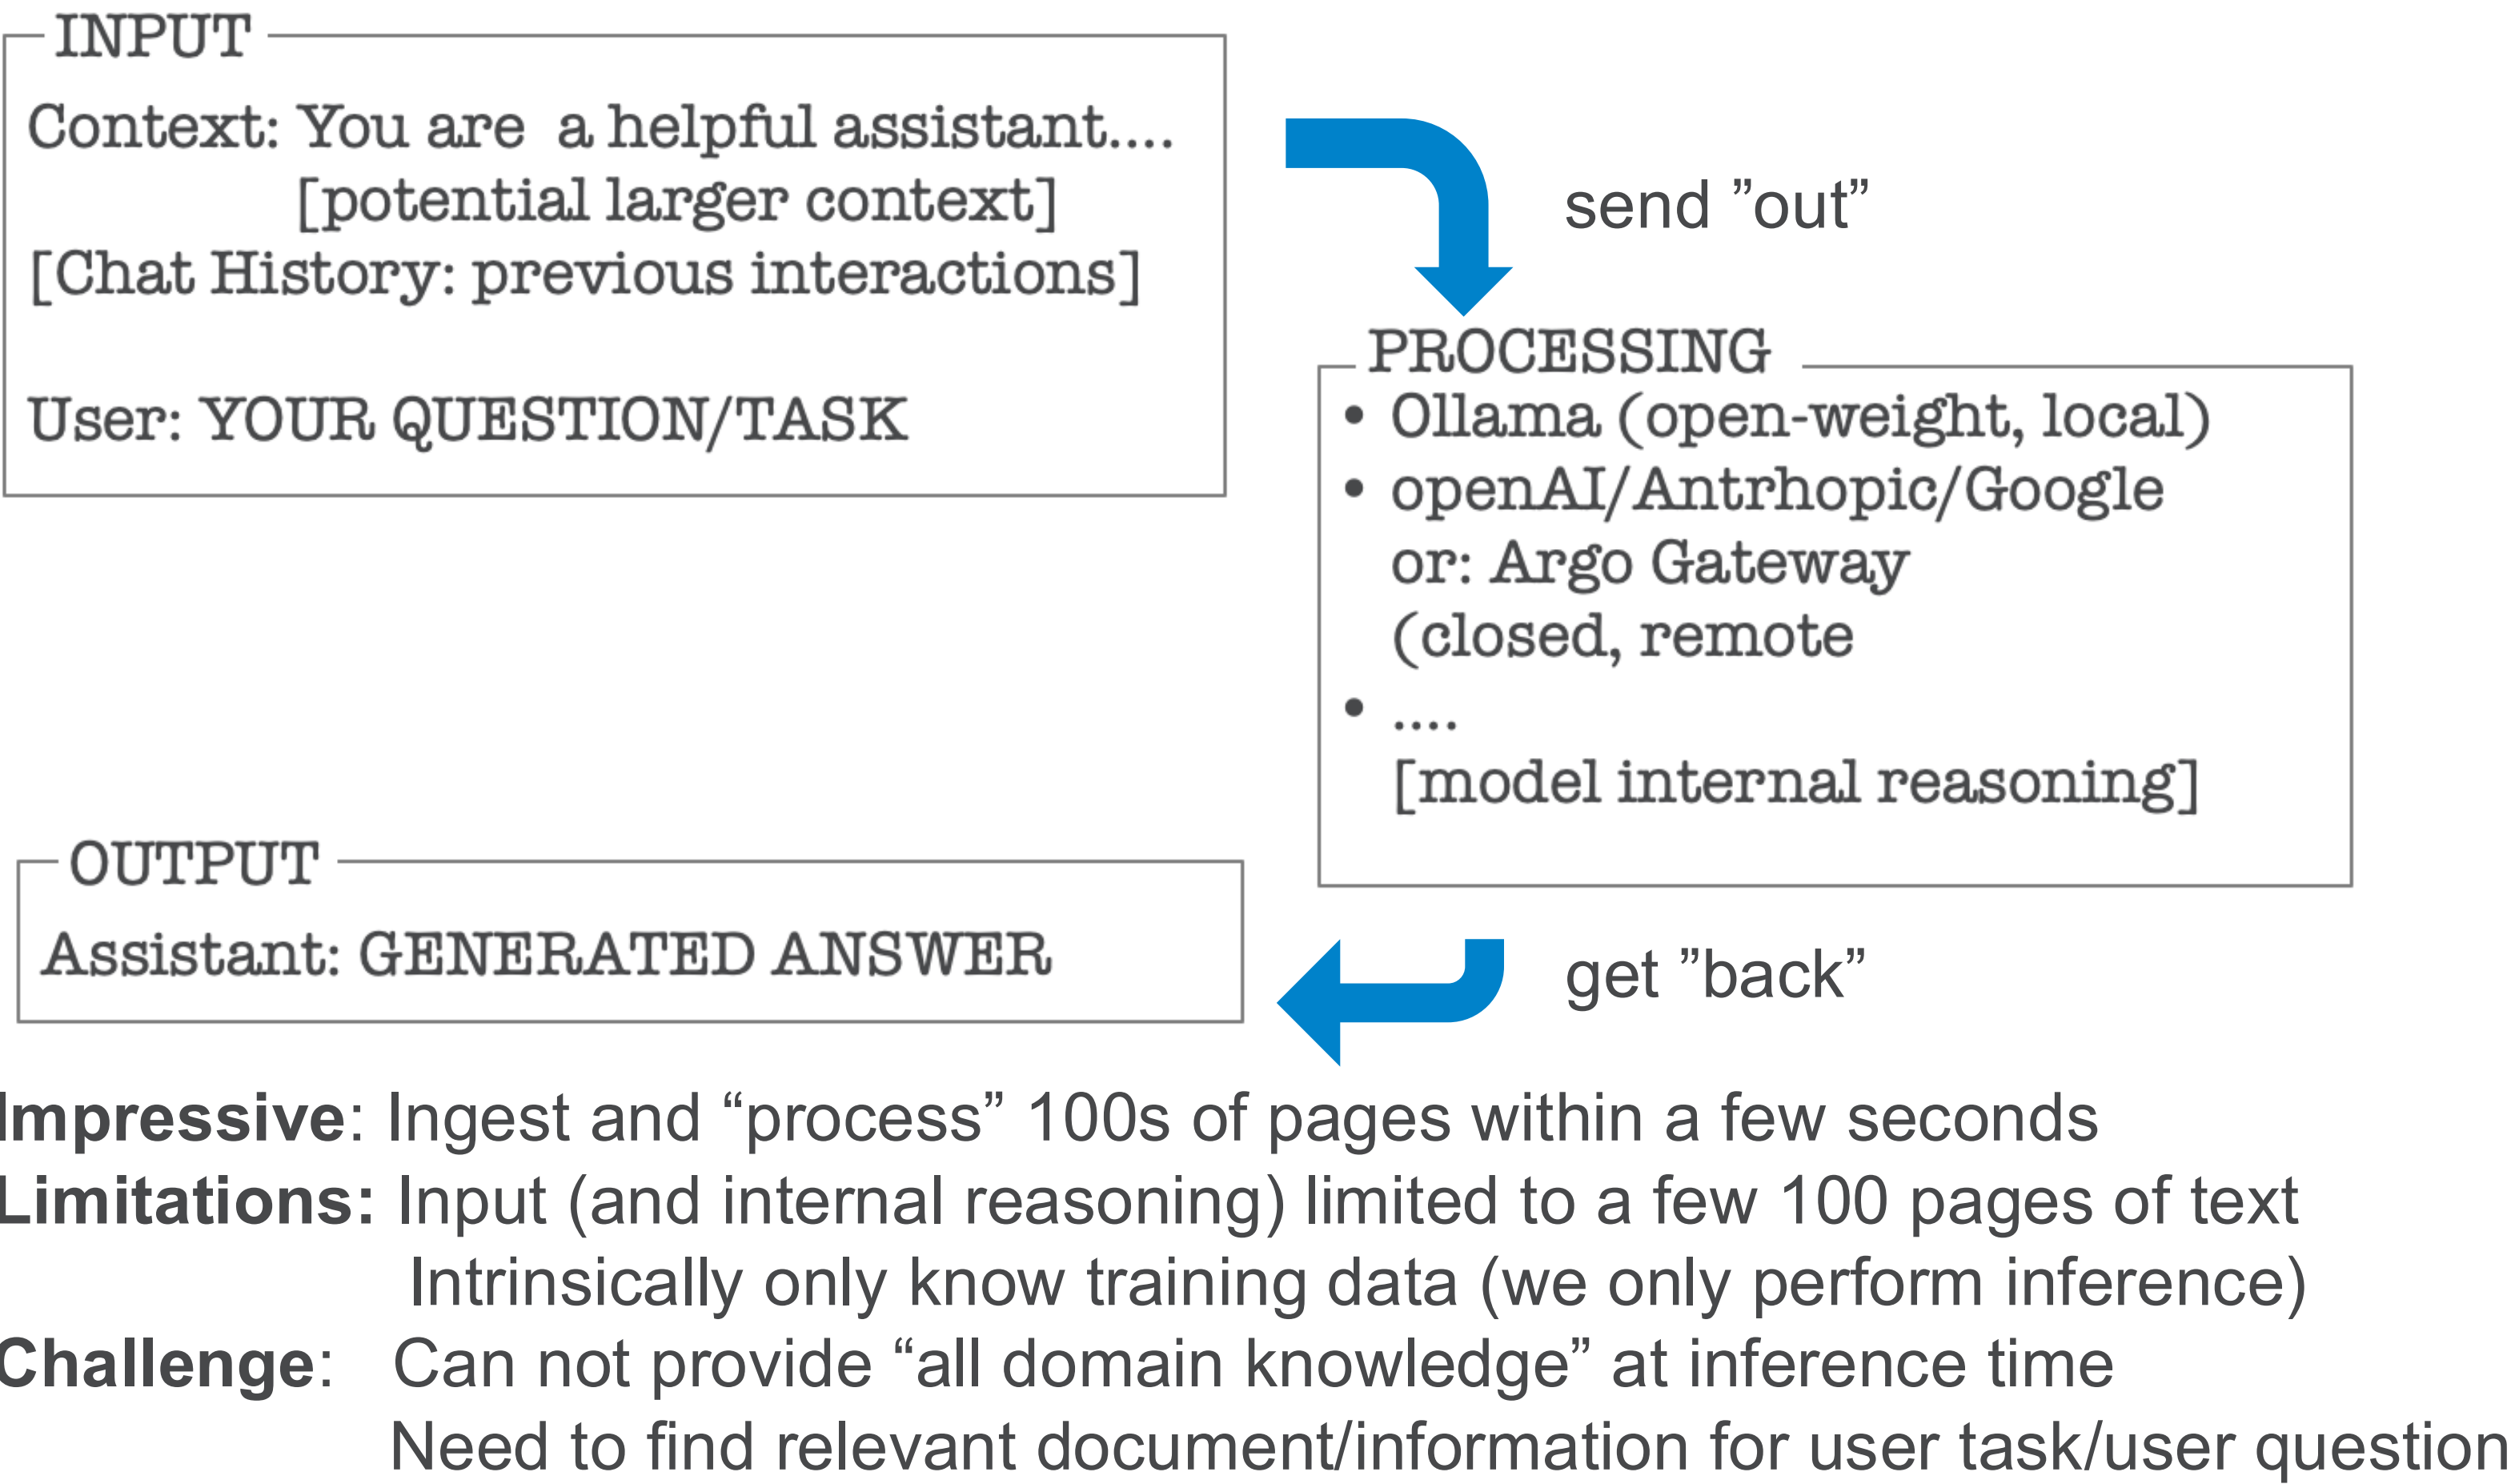 INPUT
Context: You are a helpful assistant....
[potential larger context]
[Chat History: previous interactions]
User: YOUR QUESTION/TASK
send ”out”
PROCESSING
• Ollama (open-weight, local)
• openAI/Antrhopic/Google
or: Argo Gateway
(closed, remote
• ....
[model internal reasoning]
OUTPUT
Assistant: GENERATED ANSWER
get ”back”
Impressive: Ingest and “process” 100s of pages within a few seconds
Limitations: Input (and internal reasoning) limited to a few 100 pages of text
Intrinsically only know training data (we only perform inference)
Challenge: Can not provide “all domain knowledge” at inference time
Need to find relevant document/information for user task/user question